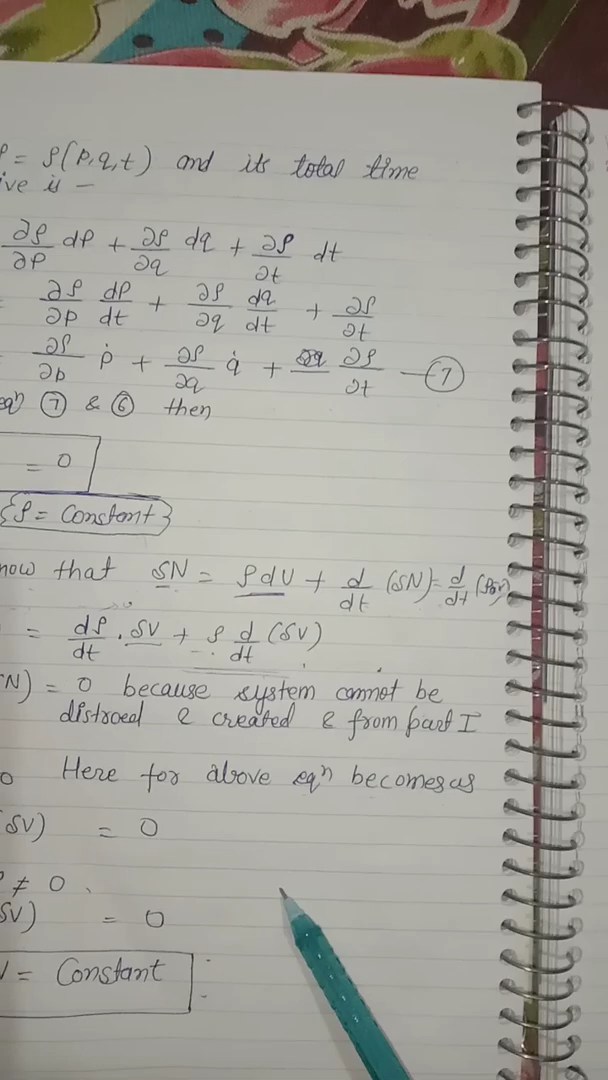 = ρ(p,q,t) and its total time
ive is –
∂ρ/∂p dp + ∂ρ/∂q dq + ∂ρ/∂t dt
∂ρ/∂p dp/dt + ∂ρ/∂q dq/dt + ∂ρ/∂t
∂ρ/∂p ṗ + ∂ρ/∂q q̇ + ∂ρ/∂t — ⑦
eqⁿ ⑦ & ⑥ then
= 0
{ρ = Constant}
now that δN = ρdV + d/dt (δN) = d/dt
= dρ/dt . δV + ρ d/dt (δV)
N) = 0 because system cannot be
distroed & created & from part I
0 Here for above eqⁿ becomes as
δV) = 0
≠ 0
δV) = 0
= Constant